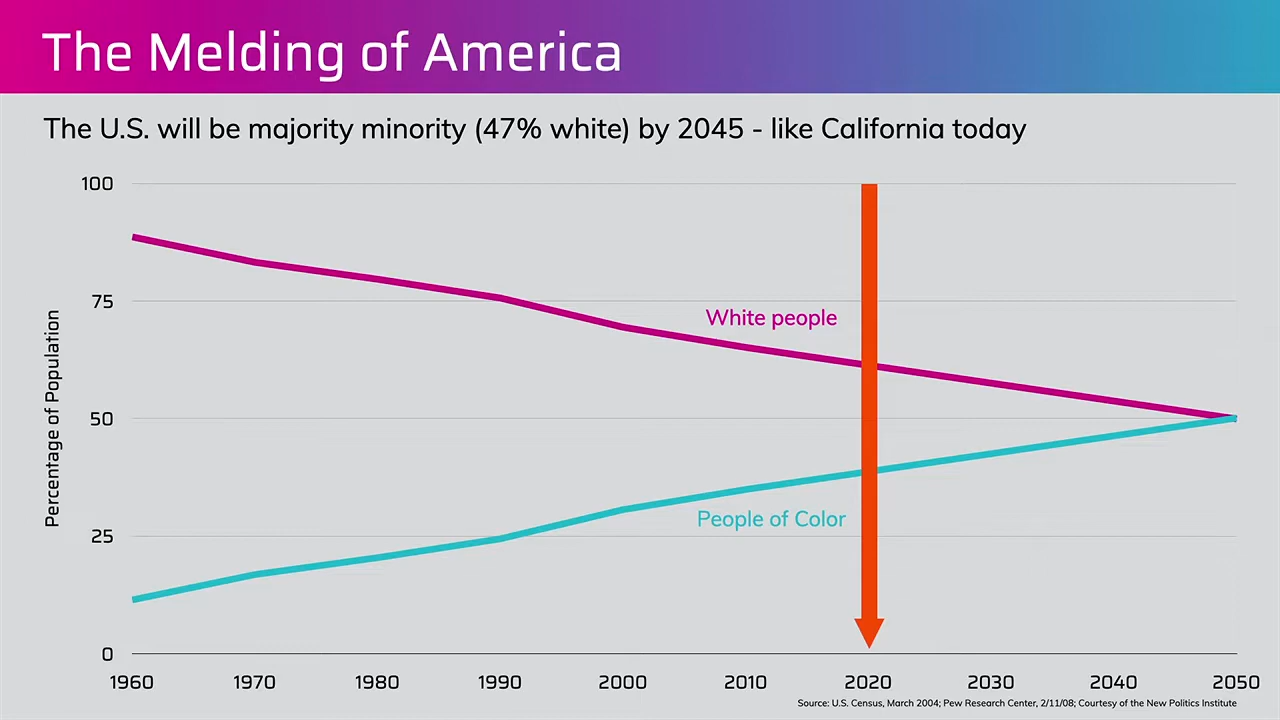 The Melding of America
The U.S. will be majority minority (47% white) by 2045 - like California today
Percentage of Population
100
75
50
25
0
White people
People of Color
1960 1970 1980 1990 2000 2010 2020 2030 2040 2050
Source: U.S. Census, March 2004; Pew Research Center, 2/11/08; Courtesy of the New Politics Institute